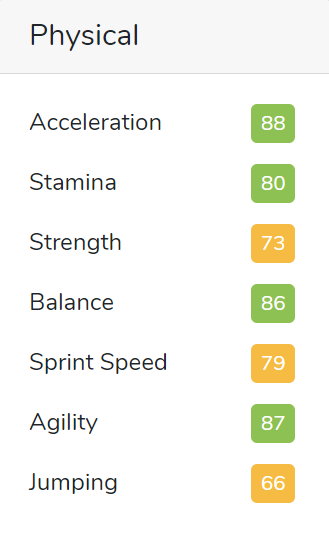 Physical
Acceleration 88
Stamina 80
Strength 73
Balance 86
Sprint Speed 79
Agility 87
Jumping 66